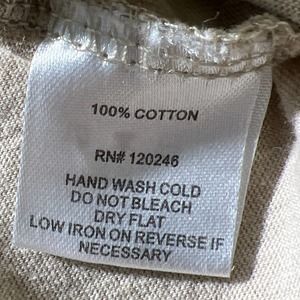 100% COTTON
RN# 120246
HAND WASH COLD
DO NOT BLEACH
DRY FLAT
LOW IRON ON REVERSE IF
NECESSARY